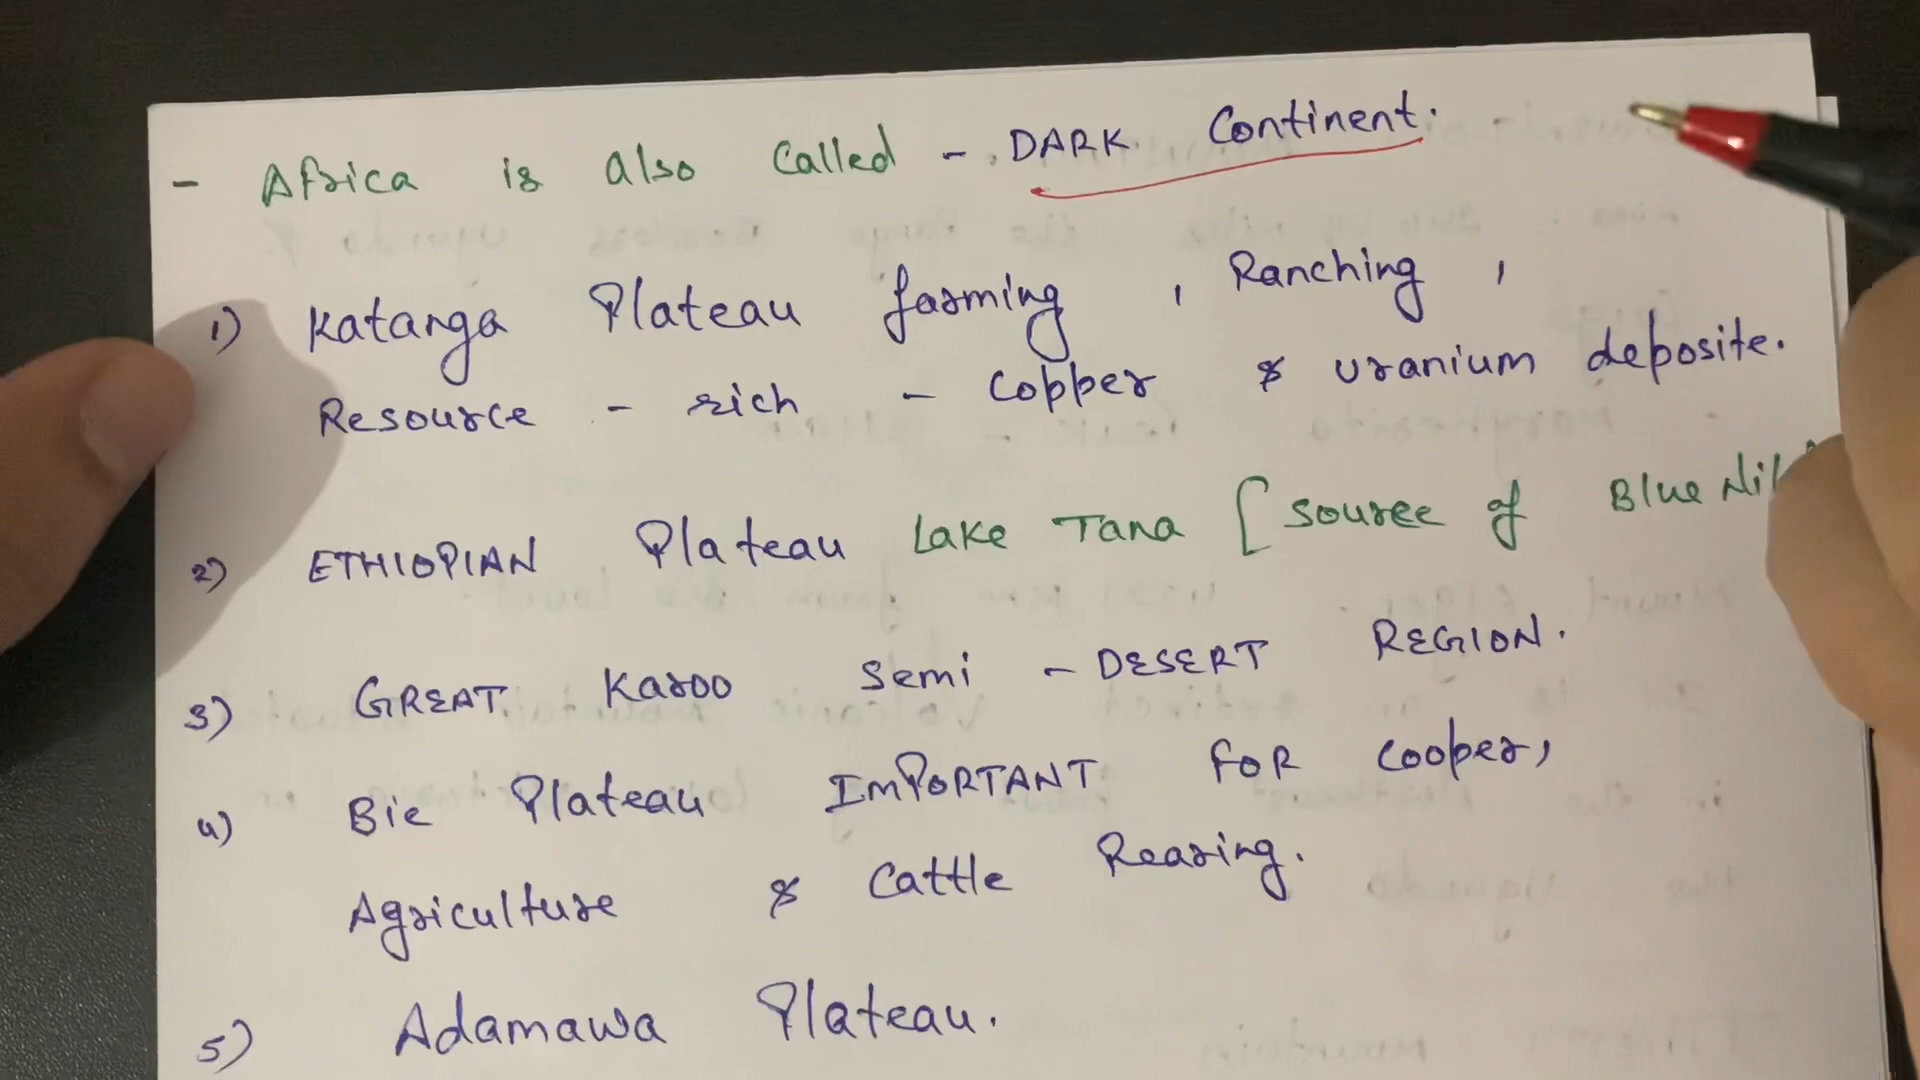 - Africa is also called - DARK Continent.
1) Katanga Plateau farming , Ranching ,
Resource - rich - copper & uranium deposite.
2) ETHIOPIAN Plateau Lake Tana [ source of Blue
3) GREAT Karoo Semi - DESERT REGION.
4) Bie Plateau IMPORTANT FOR cooper,
Agriculture & Cattle Rearing.
5) Adamawa Plateau.